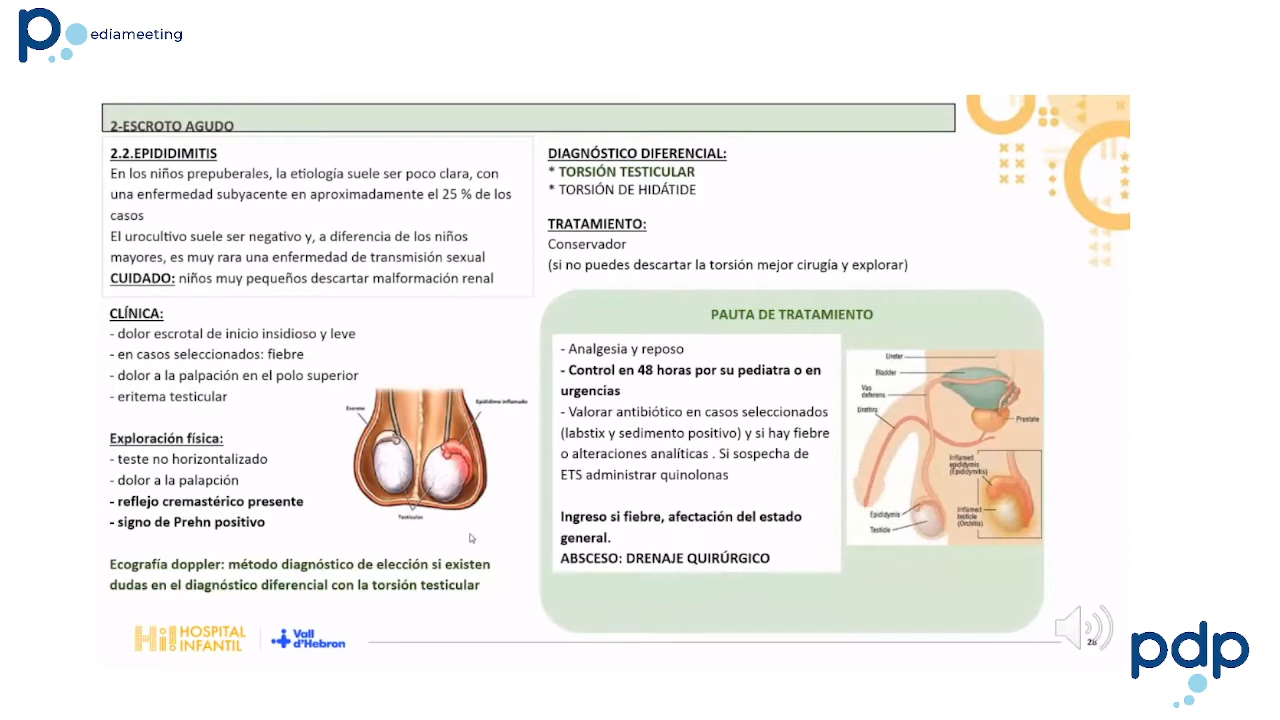 ediameeting
2-ESCROTO AGUDO
2.2.EPIDIDIMITIS
En los niños prepuberales, la etiología suele ser poco clara, con
una enfermedad subyacente en aproximadamente el 25 % de los
casos
El urocultivo suele ser negativo y, a diferencia de los niños
mayores, es muy rara una enfermedad de transmisión sexual
CUIDADO: niños muy pequeños descartar malformación renal
CLÍNICA:
- dolor escrotal de inicio insidioso y leve
- en casos seleccionados: fiebre
- dolor a la palpación en el polo superior
- eritema testicular
Exploración física:
- teste no horizontalizado
- dolor a la palapción
- reflejo cremastérico presente
- signo de Prehn positivo
Escroto
Epidídimo inflamado
Testículos
Ecografía doppler: método diagnóstico de elección si existen
dudas en el diagnóstico diferencial con la torsión testicular
DIAGNÓSTICO DIFERENCIAL:
* TORSIÓN TESTICULAR
* TORSIÓN DE HIDÁTIDE
TRATAMIENTO:
Conservador
(si no puedes descartar la torsión mejor cirugía y explorar)
PAUTA DE TRATAMIENTO
- Analgesia y reposo
- Control en 48 horas por su pediatra o en
urgencias
- Valorar antibiótico en casos seleccionados
(labstix y sedimento positivo) y si hay fiebre
o alteraciones analíticas . Si sospecha de
ETS administrar quinolonas
Ingreso si fiebre, afectación del estado
general.
ABSCESO: DRENAJE QUIRÚRGICO
Ureter
Bladder
Vas
deferens
Urethra
Prostate
Inflamed
epididymis
(Epididymitis)
Epididymis
Testicle
Inflamed
testicle
(Orchitis)
Hi! HOSPITAL
INFANTIL
Vall
d'Hebron
28
pdp